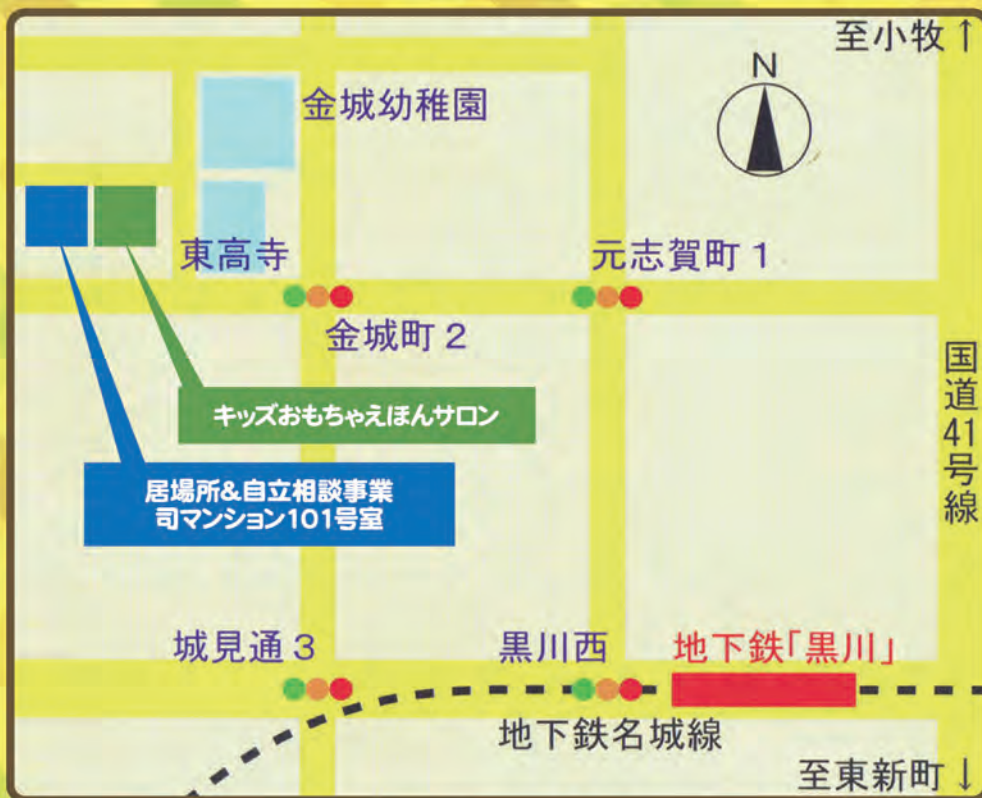 至小牧↑
N
金城幼稚園
東高寺
元志賀町1
金城町2
国道41号線
キッズおもちゃえほんサロン
居場所&自立相談事業
司マンション101号室
城見通3
黒川西
地下鉄「黒川」
地下鉄名城線
至東新町↓